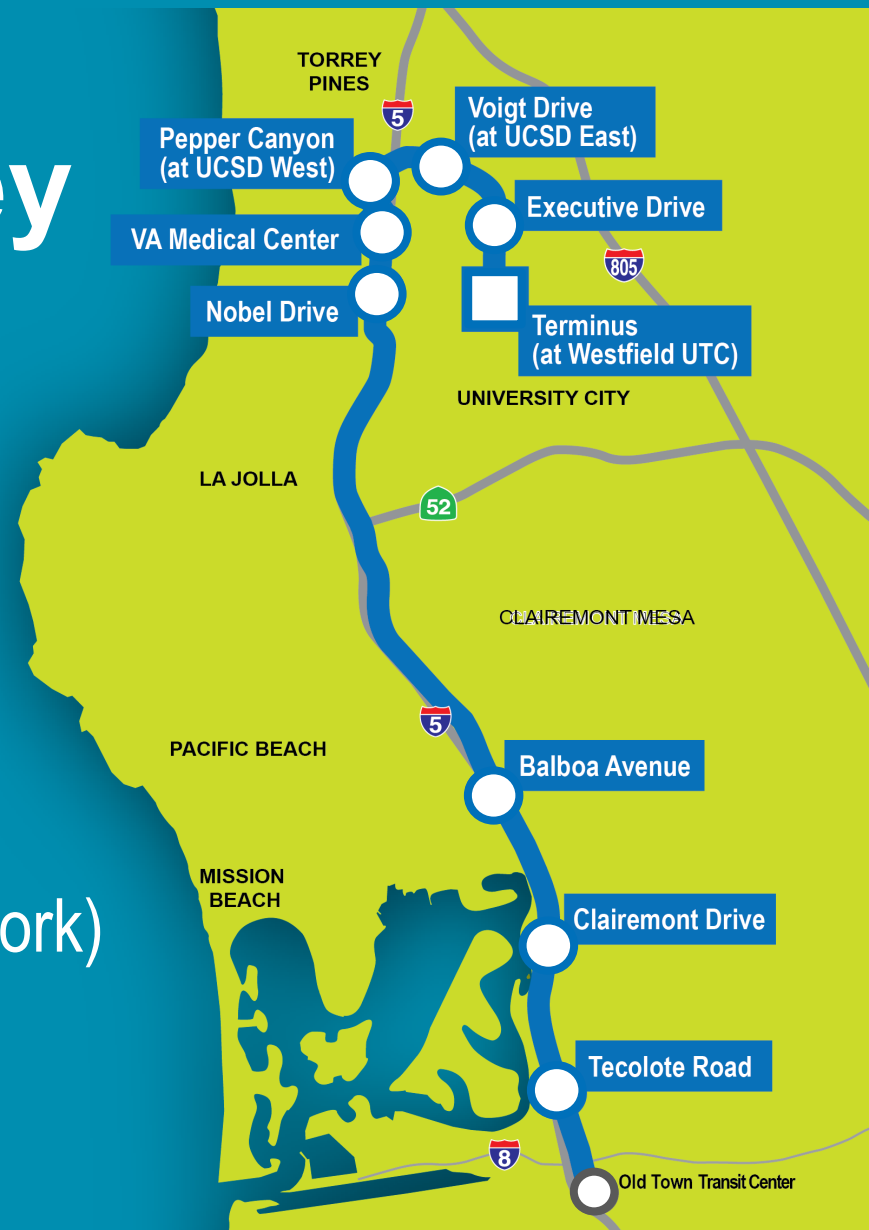 TORREY
PINES
5
Voigt Drive
(at UCSD East)
Pepper Canyon
(at UCSD West)
ey
Executive Drive
VA Medical Center
805
Nobel Drive
Terminus
(at Westfield UTC)
UNIVERSITY CITY
LA JOLLA
52
CLAIREMONT MESA
5
PACIFIC BEACH
Balboa Avenue
MISSION
BEACH
ork)
Clairemont Drive
Tecolote Road
8
Old Town Transit Center